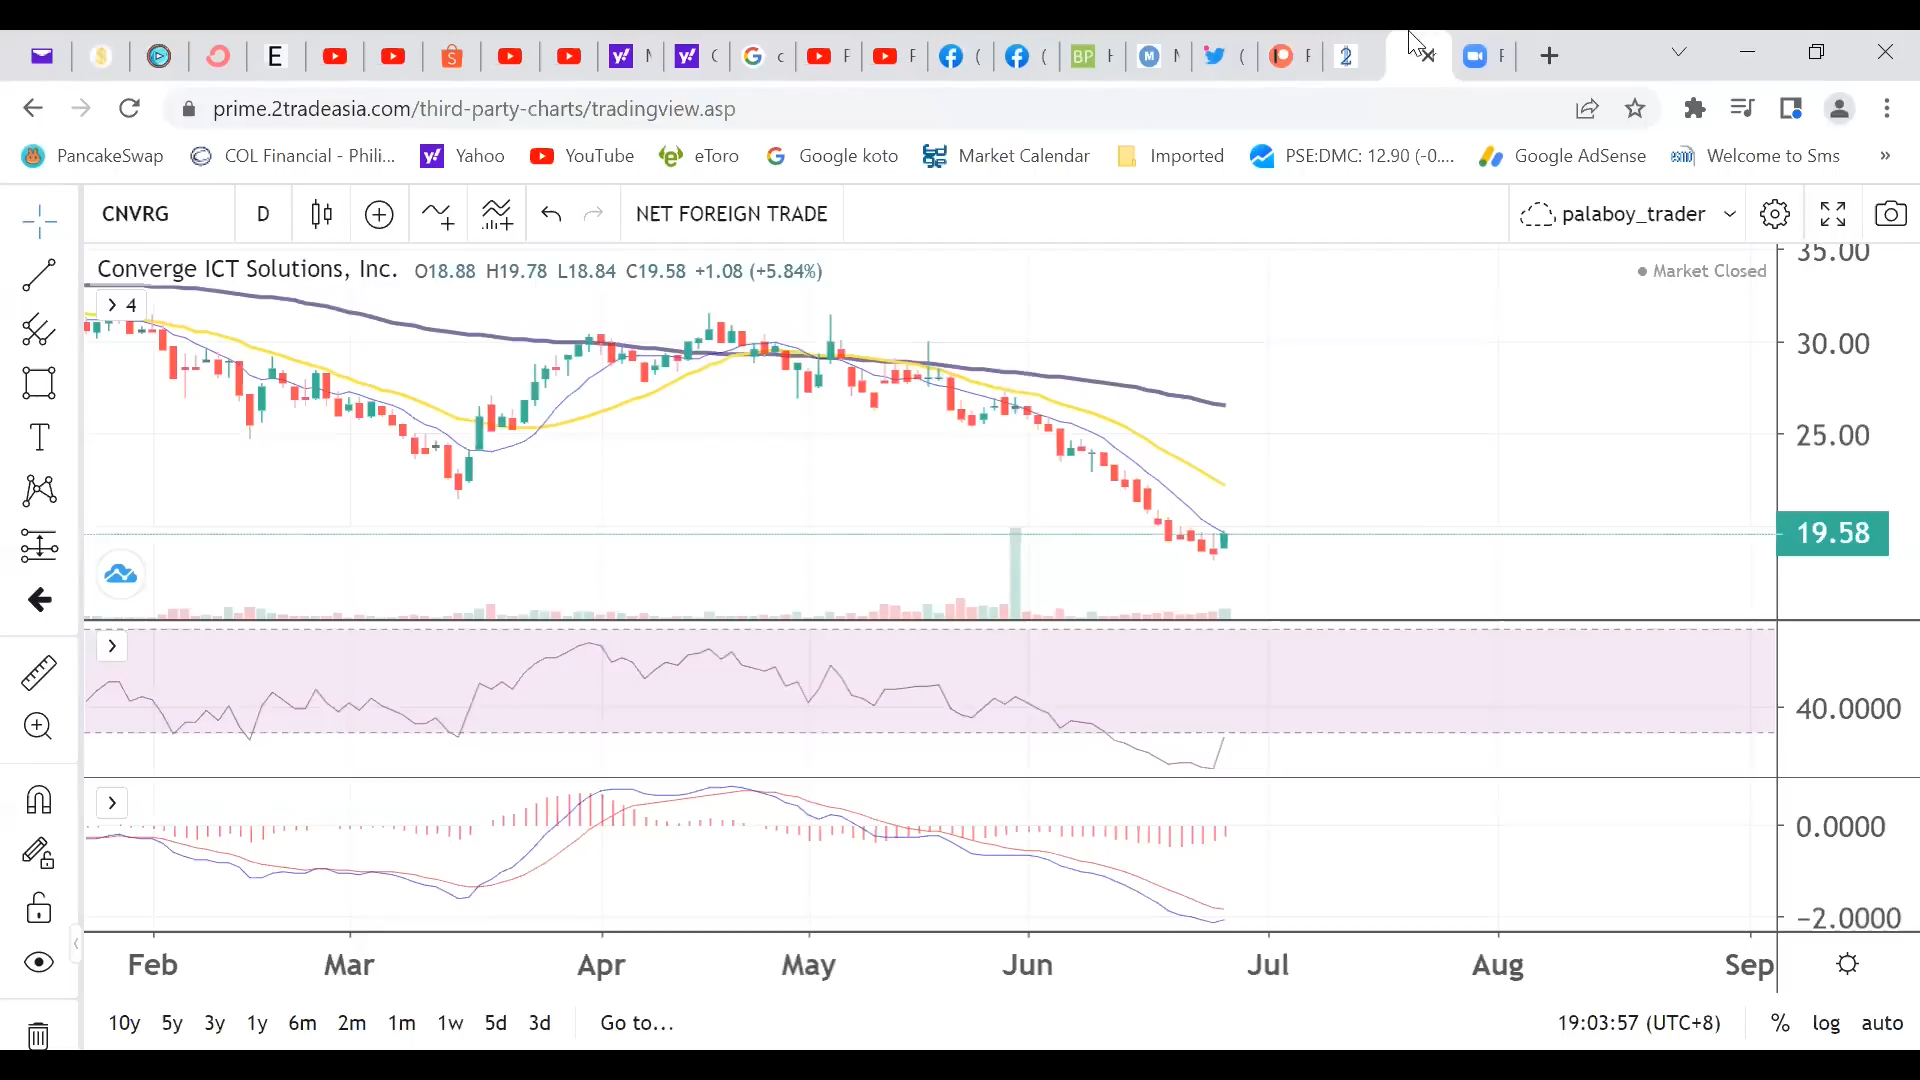 E N ( c F F ( ( BP H M N ( F 2 F
prime.2tradeasia.com/third-party-charts/tradingview.asp
PancakeSwap COL Financial - Phili... Yahoo YouTube eToro Google koto Market Calendar Imported PSE:DMC: 12.90 (-0.... Google AdSense Welcome to Sms »
CNVRG D NET FOREIGN TRADE palaboy_trader
Converge ICT Solutions, Inc. O18.88 H19.78 L18.84 C19.58 +1.08 (+5.84%) Market Closed
4
35.00
30.00
25.00
19.58
40.0000
0.0000
−2.0000
Feb Mar Apr May Jun Jul Aug Sep
10y 5y 3y 1y 6m 2m 1m 1w 5d 3d Go to... 19:03:57 (UTC+8) % log auto